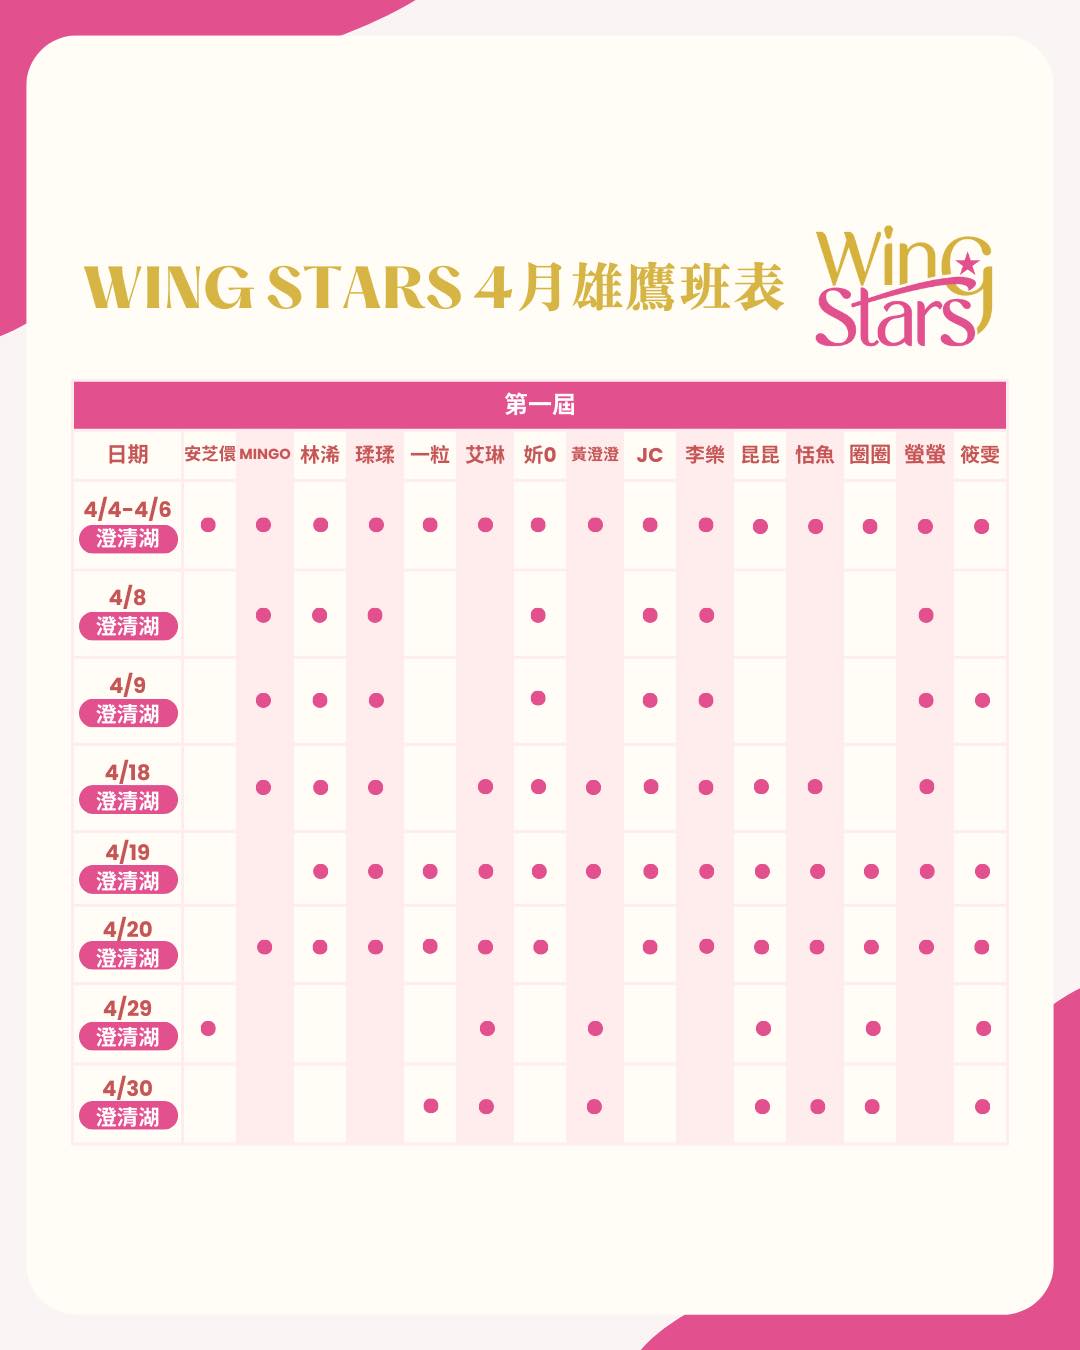 WING STARS 4月雄鷹班表
Wing
Stars
第一屆
日期 安芝儇 MINGO 林浠 瑈瑈 一粒 艾琳 妡0 黃澄澄 JC 李樂 昆昆 恬魚 圈圈 螢螢 筱雯
4/4-4/6
澄清湖
4/8
澄清湖
4/9
澄清湖
4/18
澄清湖
4/19
澄清湖
4/20
澄清湖
4/29
澄清湖
4/30
澄清湖